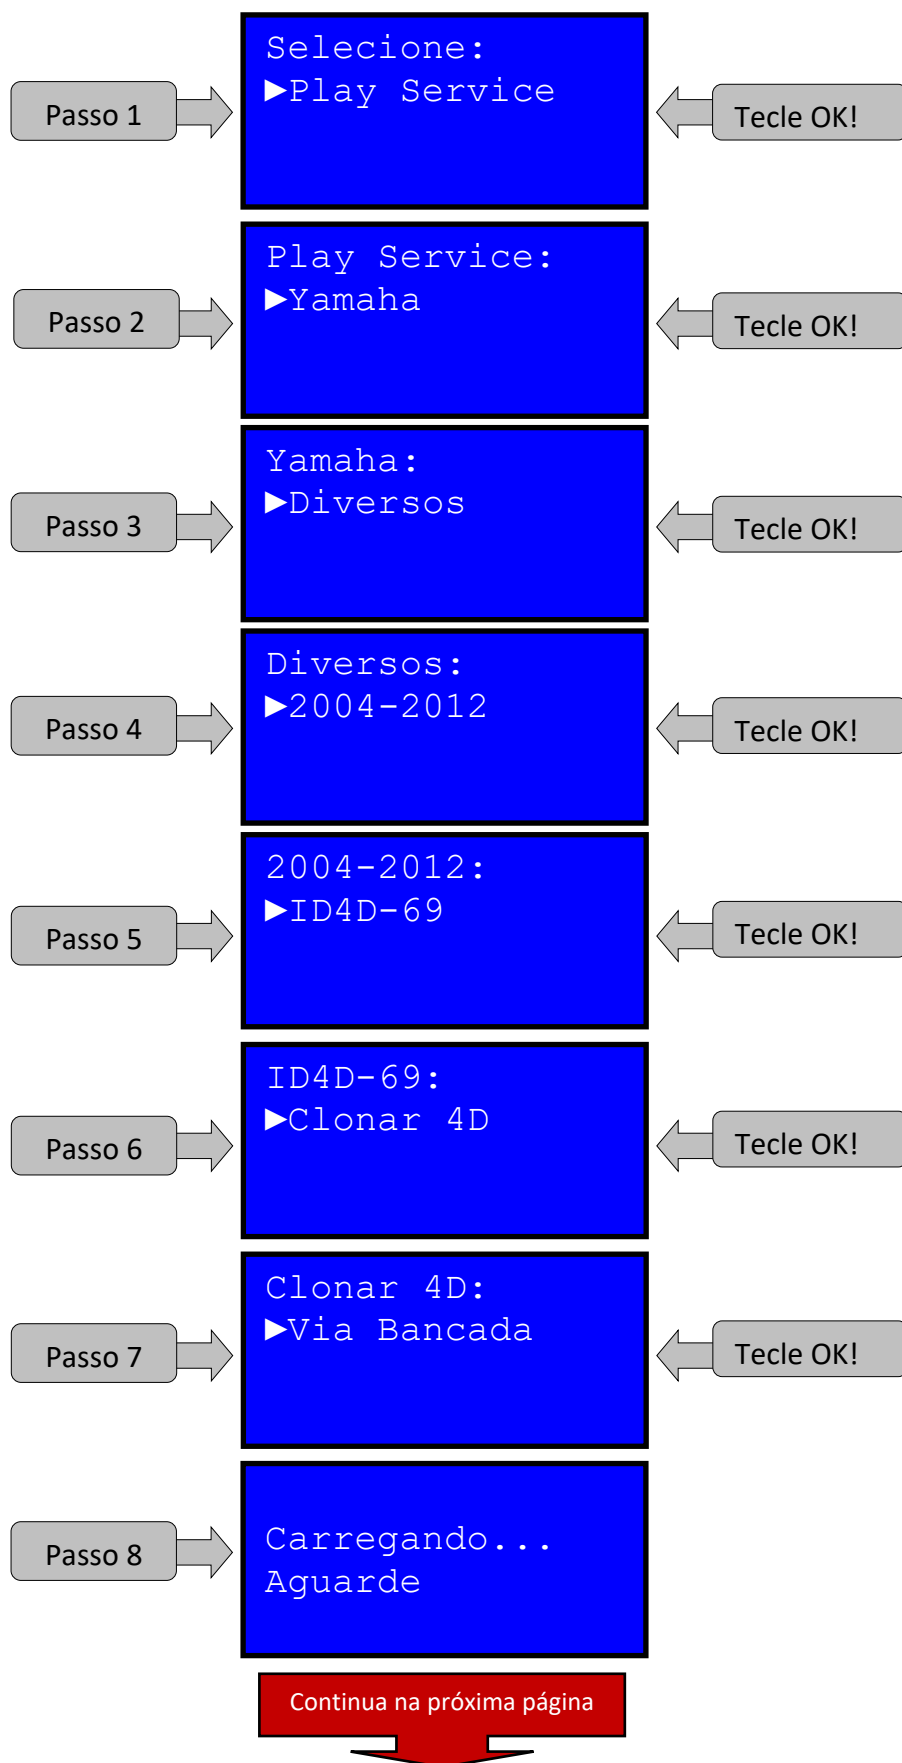 Selecione:
Passo 1
►Play Service
Tecle OK!
Play Service:
Passo 2
►Yamaha
Tecle OK!
Yamaha:
Passo 3
►Diversos
Tecle OK!
Diversos:
Passo 4
►2004-2012
Tecle OK!
2004-2012:
Passo 5
►ID4D-69
Tecle OK!
ID4D-69:
Passo 6
►Clonar 4D
Tecle OK!
Clonar 4D:
Passo 7
►Via Bancada
Tecle OK!
Passo 8
Carregando...
Aguarde
Continua na próxima página